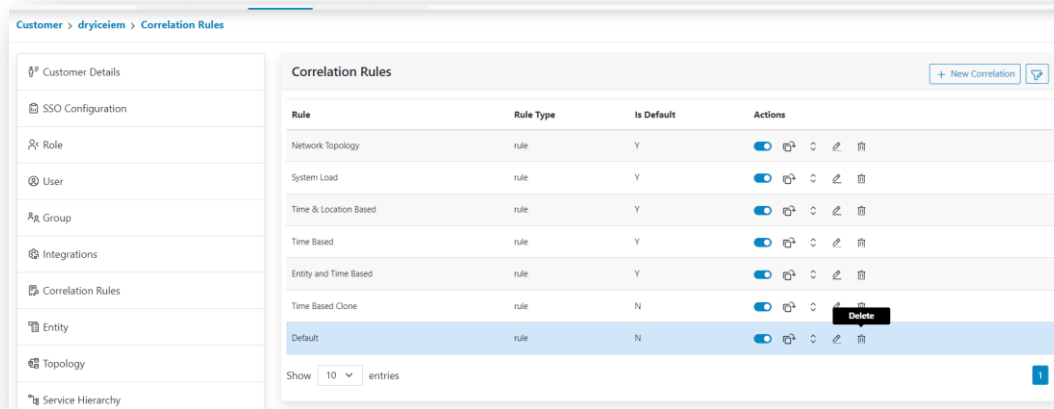 Customer > dryiceiem > Correlation Rules
Customer Details
SSO Configuration
Role
User
Group
Integrations
Correlation Rules
Entity
Topology
Service Hierarchy
Correlation Rules
+ New Correlation
Rule Rule Type Is Default Actions
Network Topology rule Y
System Load rule Y
Time & Location Based rule Y
Time Based rule Y
Entity and Time Based rule Y
Time Based Clone rule N
Delete
Default rule N
Show 10 entries
1